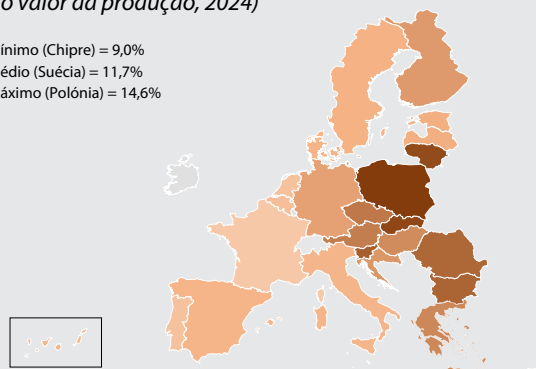 o valor da produção, 2024)
ínimo (Chipre) = 9,0%
édio (Suécia) = 11,7%
áximo (Polónia) = 14,6%